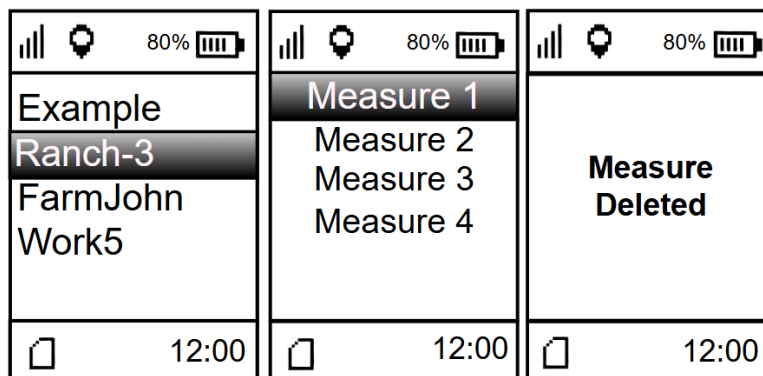 80%
Example
Ranch-3
FarmJohn
Work5
12:00
80%
Measure 1
Measure 2
Measure 3
Measure 4
12:00
80%
Measure
Deleted
12:00